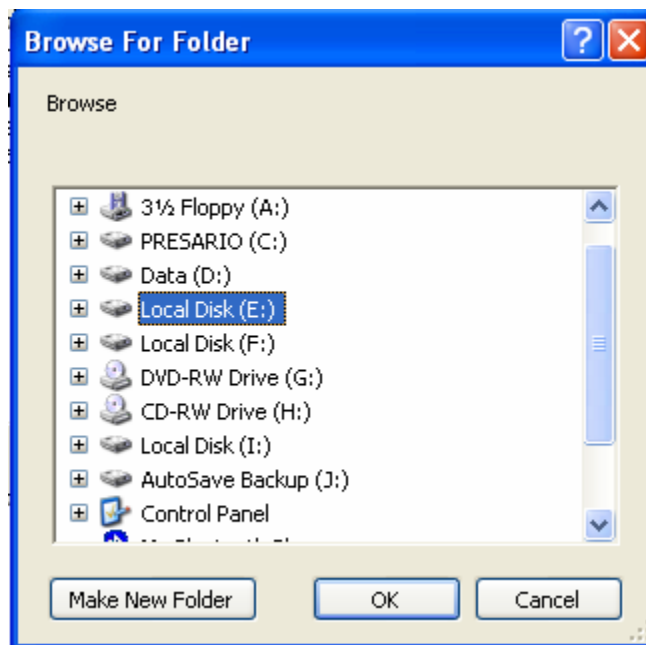 Browse For Folder
Browse
3½ Floppy (A:)
PRESARIO (C:)
Data (D:)
Local Disk (E:)
Local Disk (F:)
DVD-RW Drive (G:)
CD-RW Drive (H:)
Local Disk (I:)
AutoSave Backup (J:)
Control Panel
Make New Folder
OK
Cancel